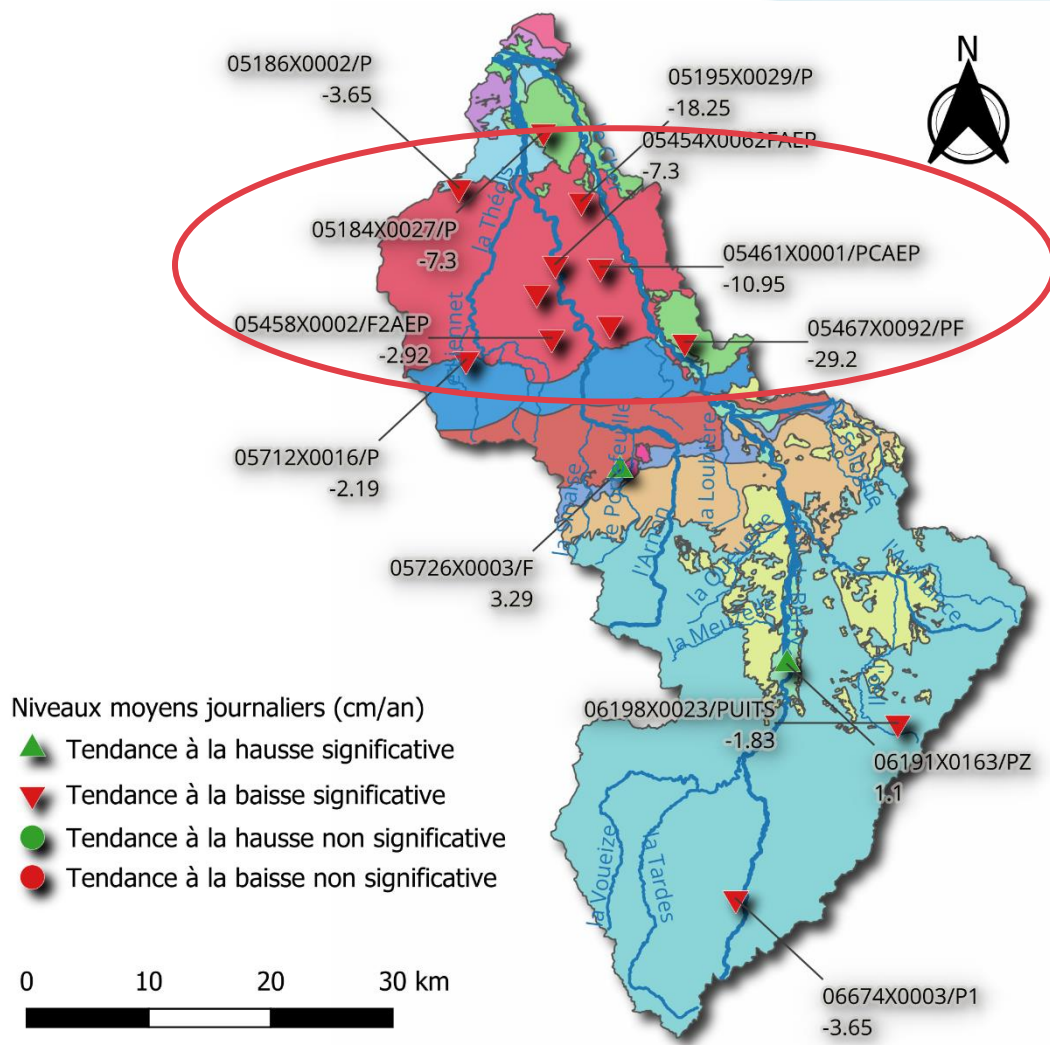 N
05186X0002/P
-3.65
05195X0029/P
-18.25
05454X0062FAEP
-7.3
05184X0027/P
-7.3
05461X0001/PCAEP
-10.95
05458X0002/F2AEP
-2.92
05467X0092/PF
-29.2
05712X0016/P
-2.19
05726X0003/F
3.29
la Meuzelle
la Loubière
l'Arnon
06198X0023/PUITS
-1.83
06191X0163/PZ
1.1
la Voueize
la Tardes
06674X0003/P1
-3.65
Niveaux moyens journaliers (cm/an)
Tendance à la hausse significative
Tendance à la baisse significative
Tendance à la hausse non significative
Tendance à la baisse non significative
0 10 20 30 km